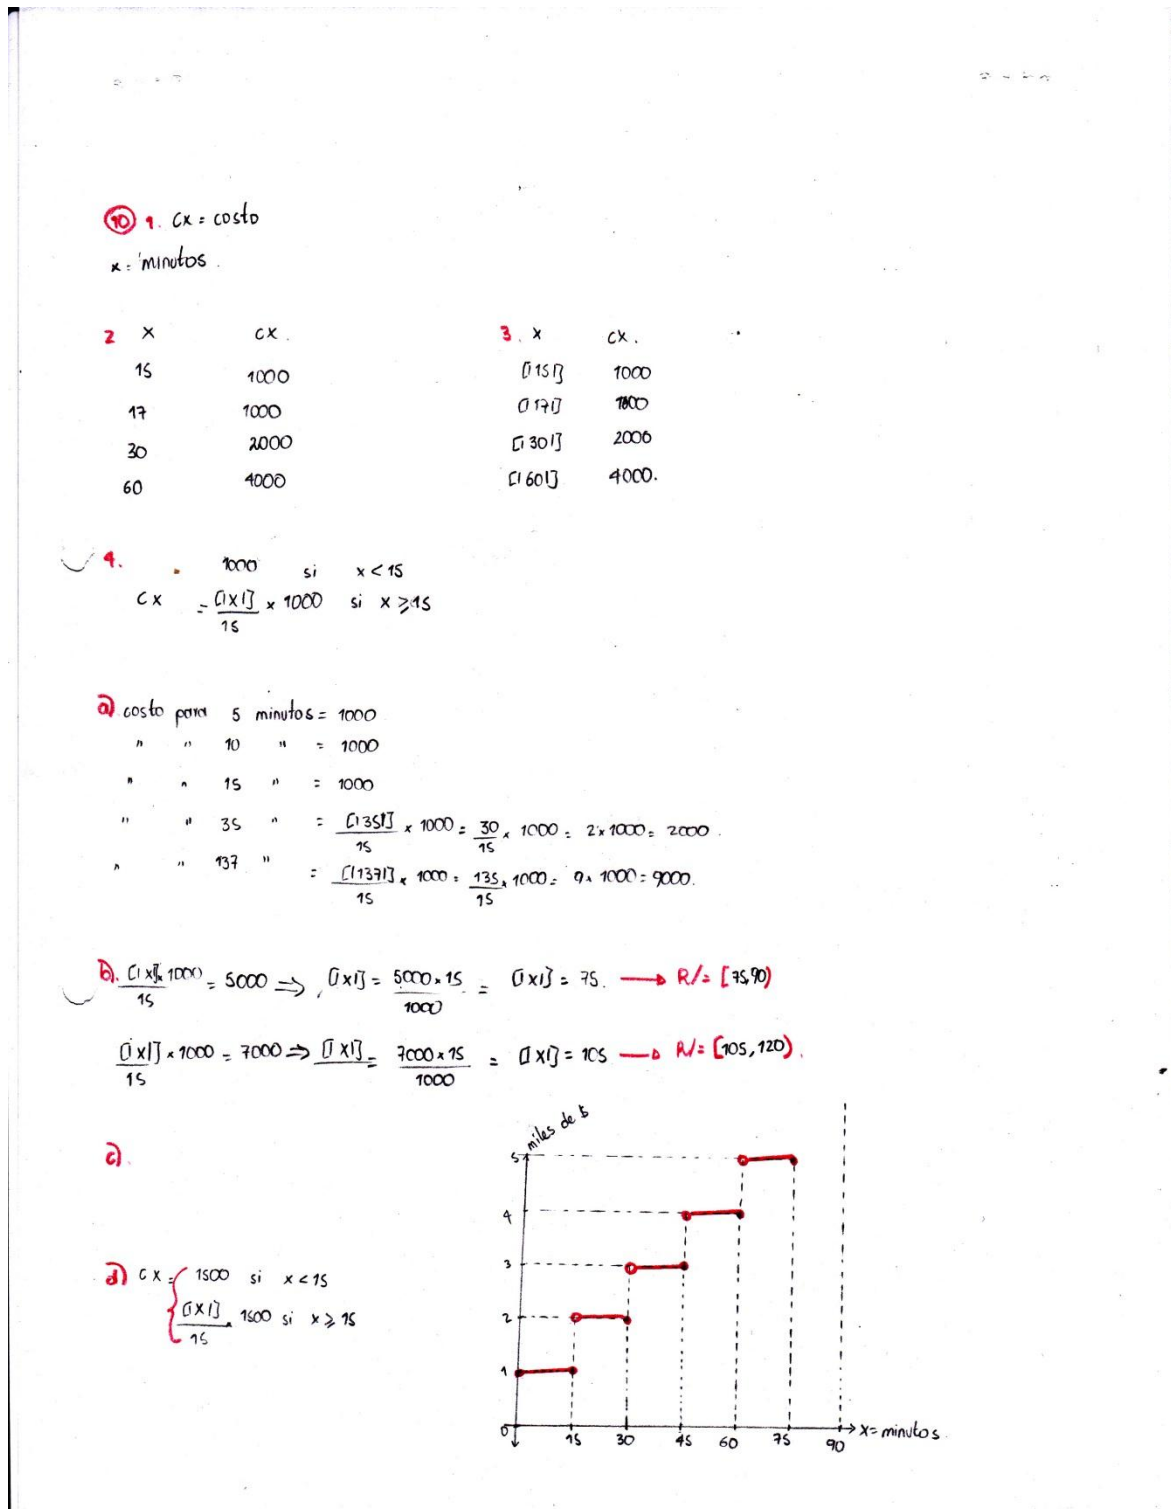 10 1. Cx = costo
x = minutos.
2 X CX.
15 1000
17 1000
30 2000
60 4000
3. x CX.
[|15|] 1000
[|17|] 1000
[|30|] 2000
[|60|] 4000.
4. 1000 si x < 15
CX = [|x|]/15 × 1000 si x ≥ 15
a) costo para 5 minutos = 1000
" " 10 " = 1000
" " 15 " = 1000
" " 35 " = [|35|]/15 × 1000 = 30/15 × 1000 = 2 × 1000 = 2000.
" " 137 " = [|137|]/15 × 1000 = 135/15 × 1000 = 9 × 1000 = 9000.
b). [|x|]/15 × 1000 = 5000 ⇒ [|x|] = 5000 × 15/1000 = [|x|] = 75. → R/= [75,90)
[|x|]/15 × 1000 = 7000 ⇒ [|x|] = 7000 × 15/1000 = [|x|] = 105 → R/= [105,120).
c).
miles de $
5
4
3
2
1
0 15 30 45 60 75 90 x = minutos.
d) CX = { 1500 si x < 15
[|x|]/15 × 1500 si x ≥ 15